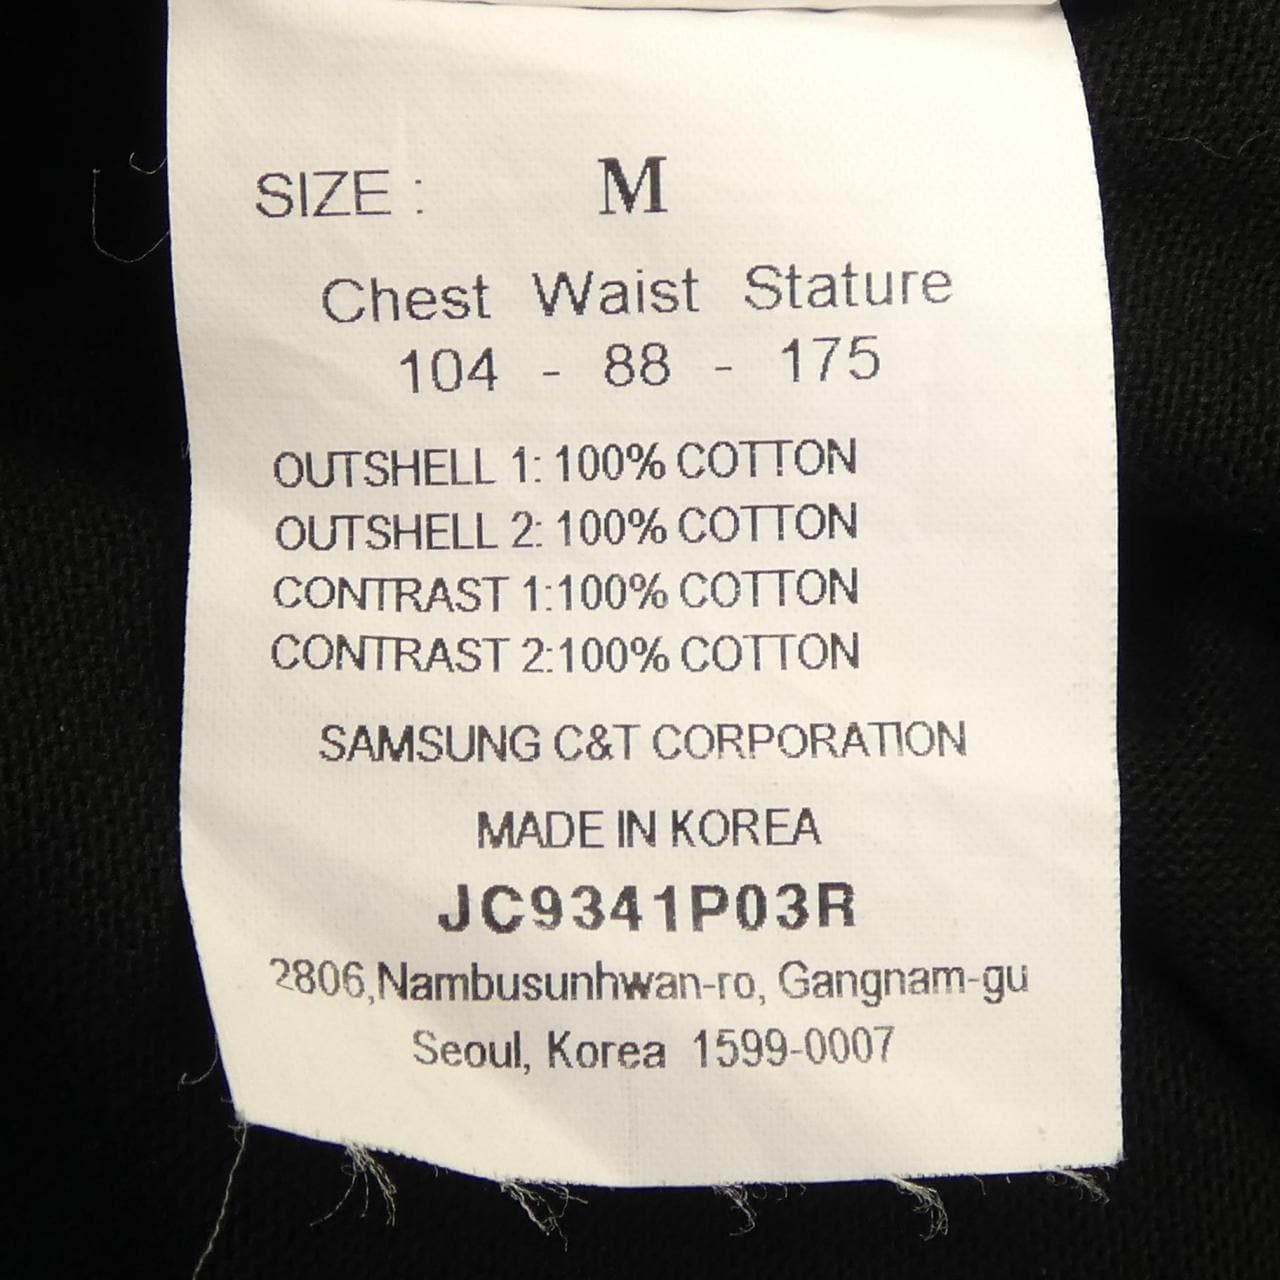 SIZE : M
Chest Waist Stature
104 - 88 - 175
OUTSHELL 1: 100% COTTON
OUTSHELL 2: 100% COTTON
CONTRAST 1:100% COTTON
CONTRAST 2:100% COTTON
SAMSUNG C&T CORPORATION
MADE IN KOREA
JC9341P03R
2806,Nambusunhwan-ro, Gangnam-gu
Seoul, Korea 1599-0007